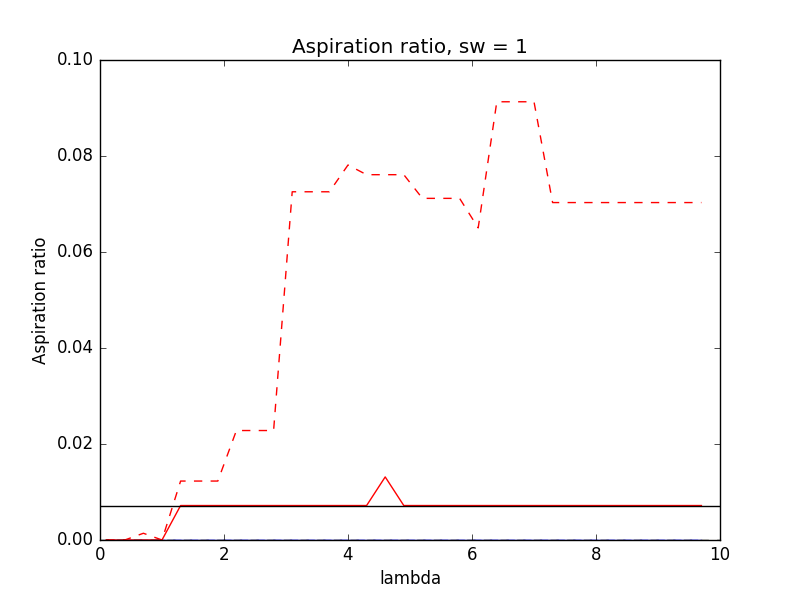 Aspiration ratio, sw = 1
0.10
0.08
0.06
0.04
0.02
0.00
Aspiration ratio
0 2 4 6 8 10
lambda